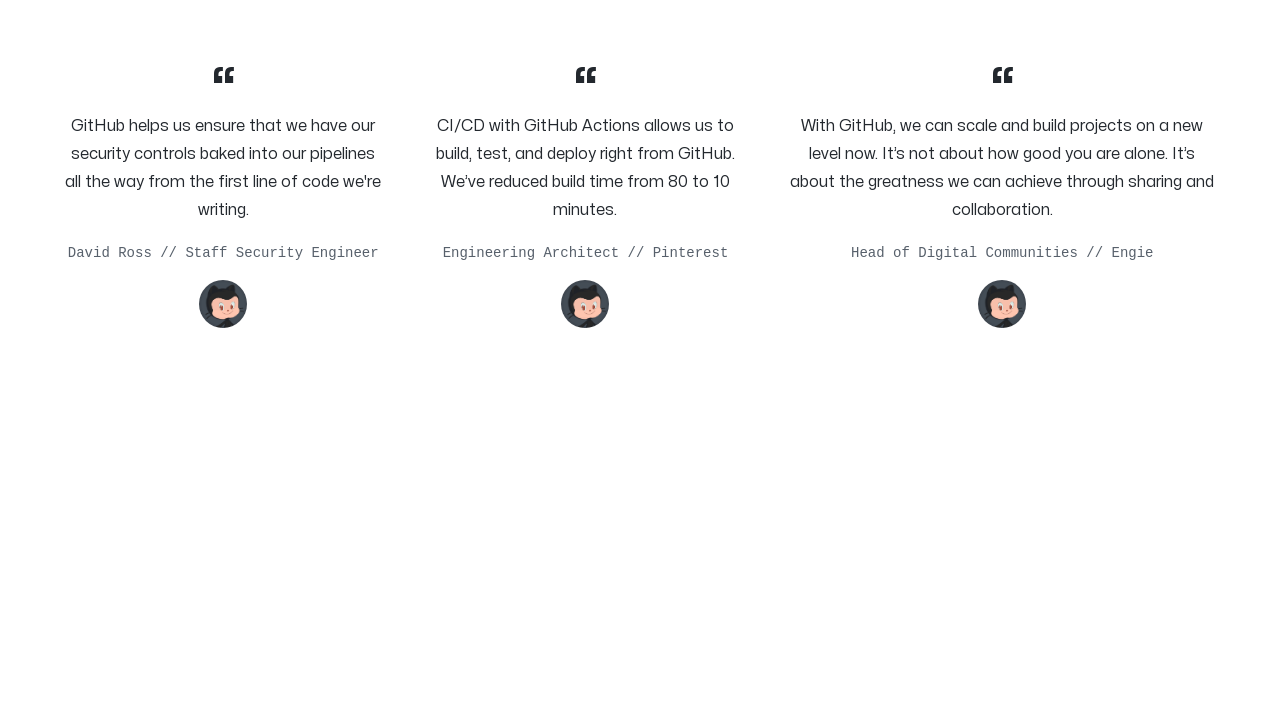 “
GitHub helps us ensure that we have our
security controls baked into our pipelines
all the way from the first line of code we're
writing.
David Ross // Staff Security Engineer
“
CI/CD with GitHub Actions allows us to
build, test, and deploy right from GitHub.
We’ve reduced build time from 80 to 10
minutes.
Engineering Architect // Pinterest
“
With GitHub, we can scale and build projects on a new
level now. It’s not about how good you are alone. It’s
about the greatness we can achieve through sharing and
collaboration.
Head of Digital Communities // Engie